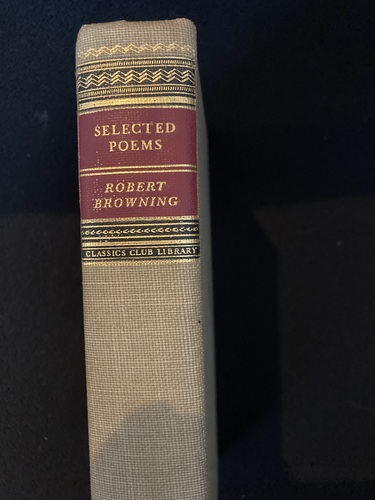 SELECTED
POEMS
ROBERT
BROWNING
CLASSICS CLUB LIBRARY